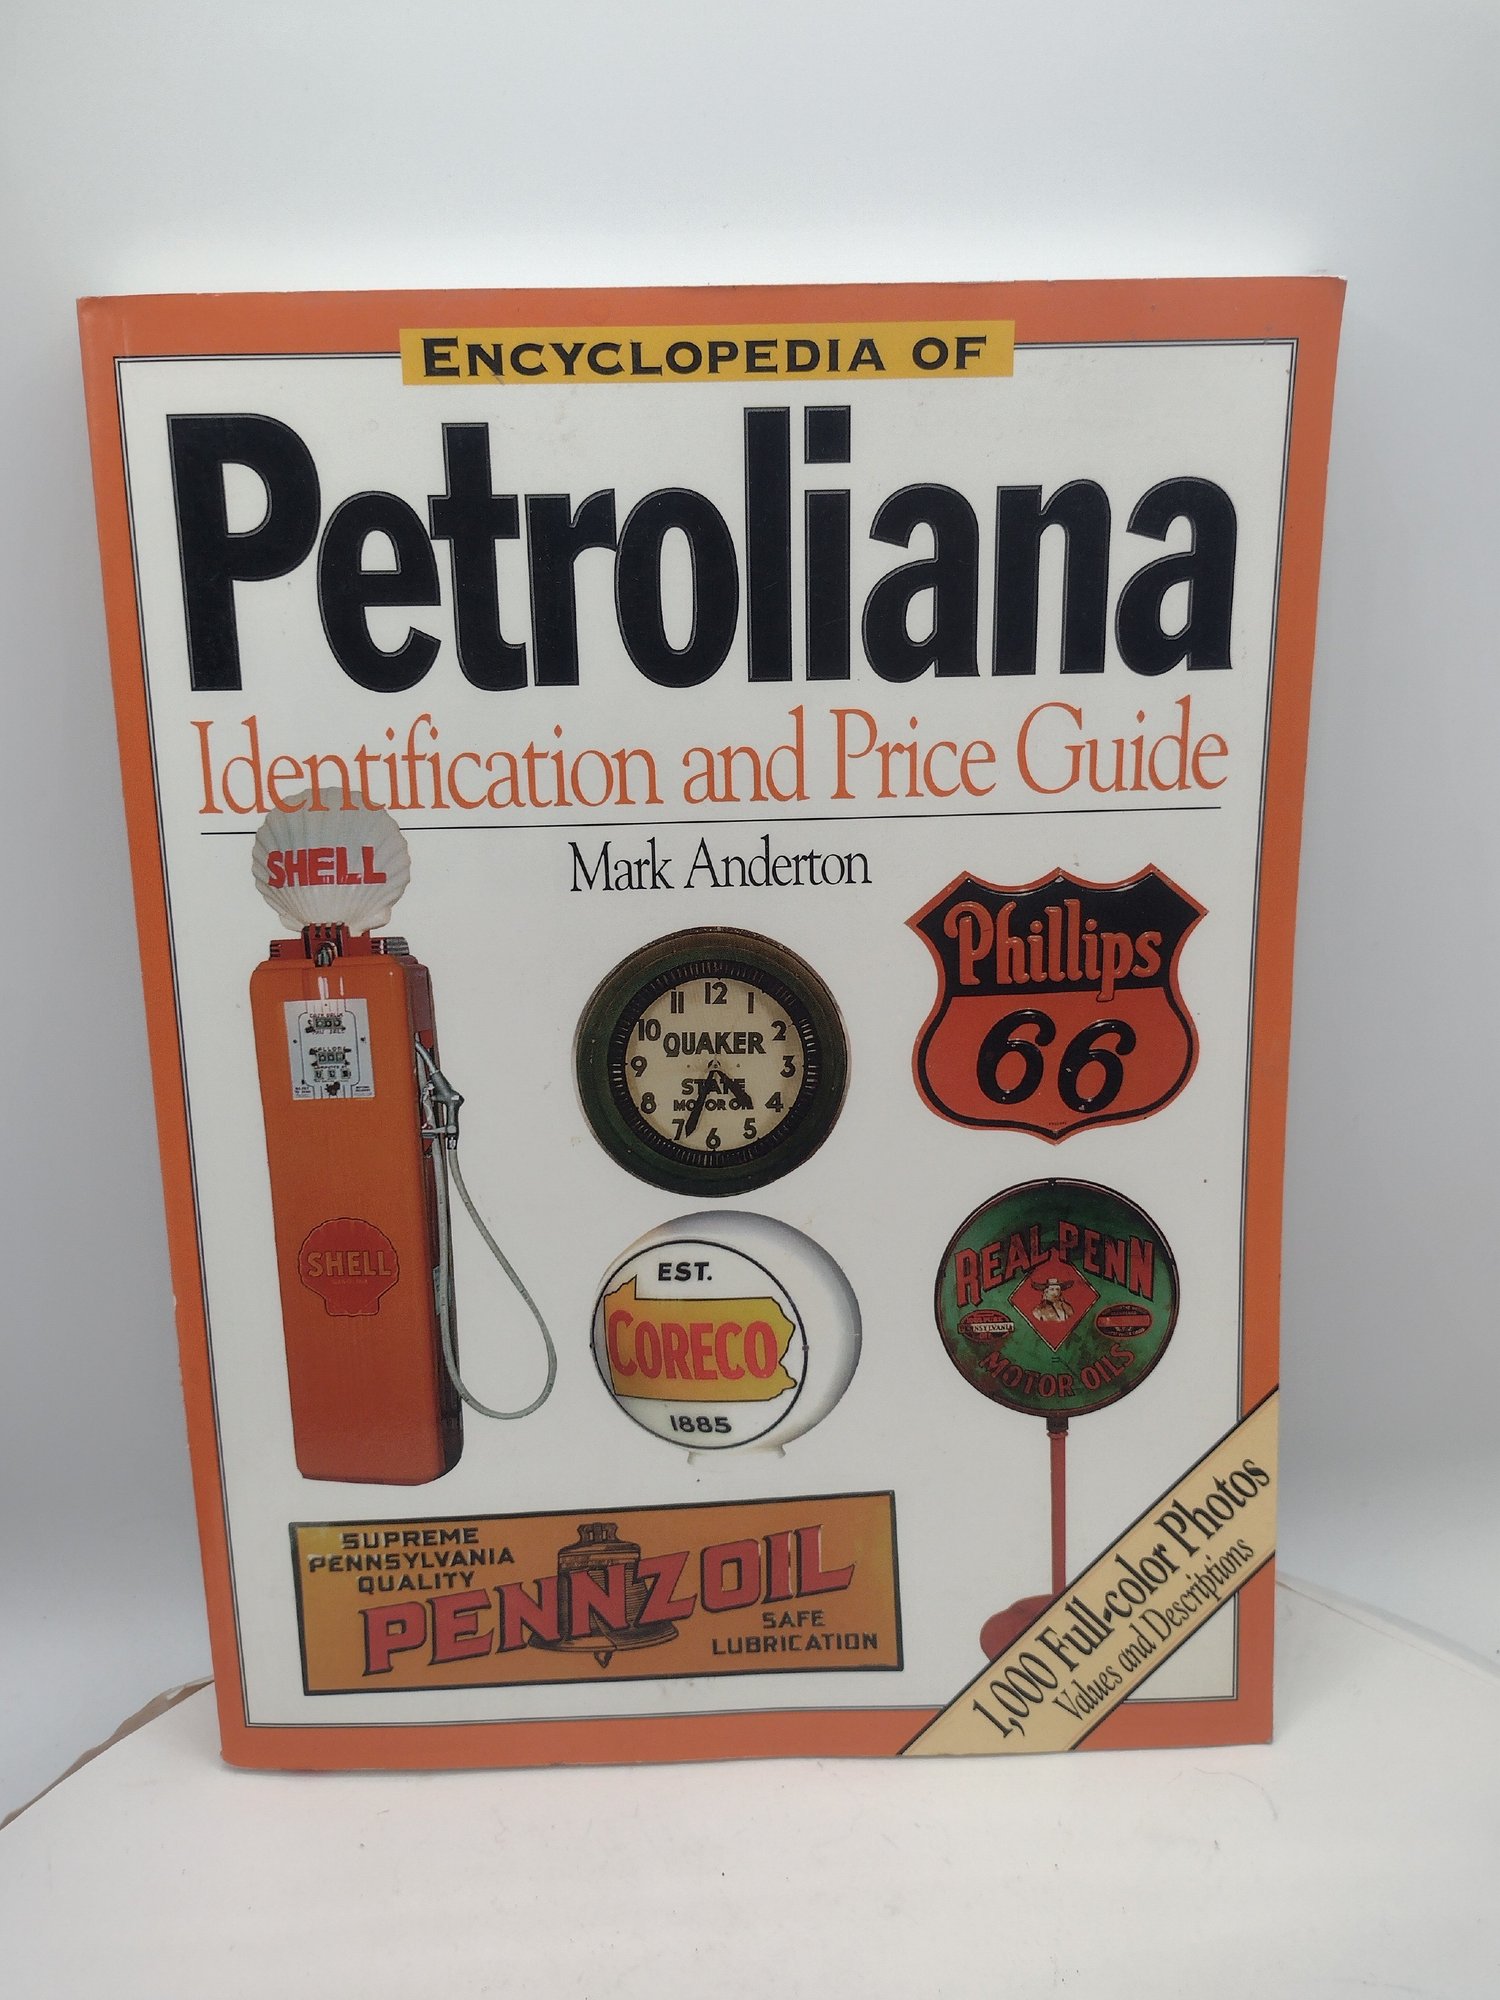 ENCYCLOPEDIA OF
Petroliana
Identification and Price Guide
Mark Anderton
SHELL
SHELL
11 12 1
10 2
QUAKER
9 3
STATE
MOTOR OIL
8 4
7 6 5
Phillips
66
EST.
CORECO
1885
REAL PENN
PENNSYLVANIA
MOTOR OILS
SUPREME
PENNSYLVANIA
QUALITY
PENNZOIL
SAFE
LUBRICATION
1,000 Full-color Photos
Values and Descriptions